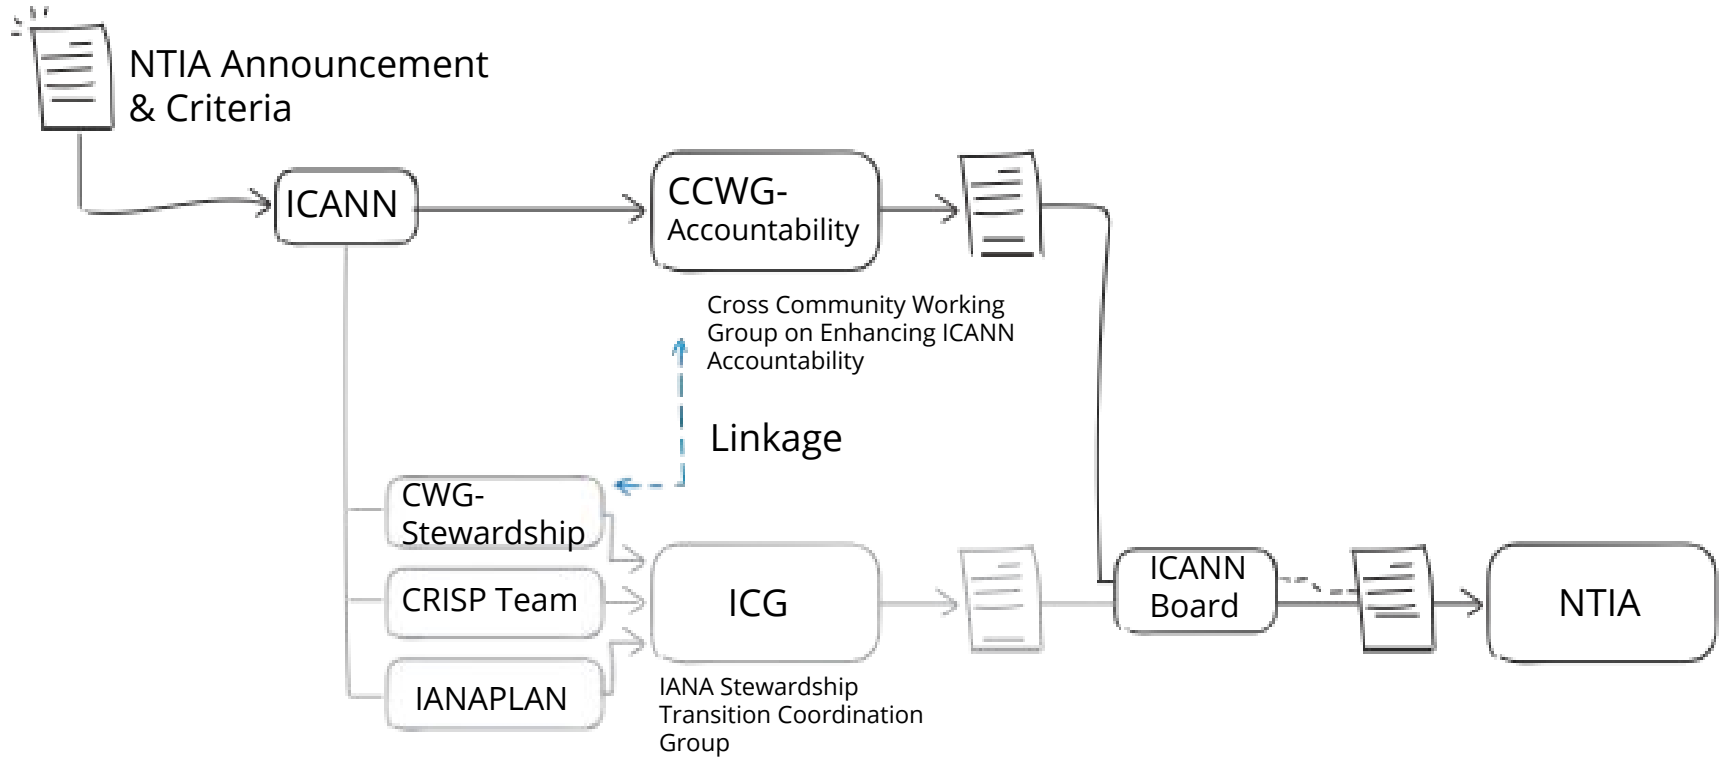 NTIA Announcement
& Criteria
ICANN
CCWG-
Accountability
Cross Community Working
Group on Enhancing ICANN
Accountability
Linkage
CWG-
Stewardship
CRISP Team
IANAPLAN
ICG
IANA Stewardship
Transition Coordination
Group
ICANN
Board
NTIA